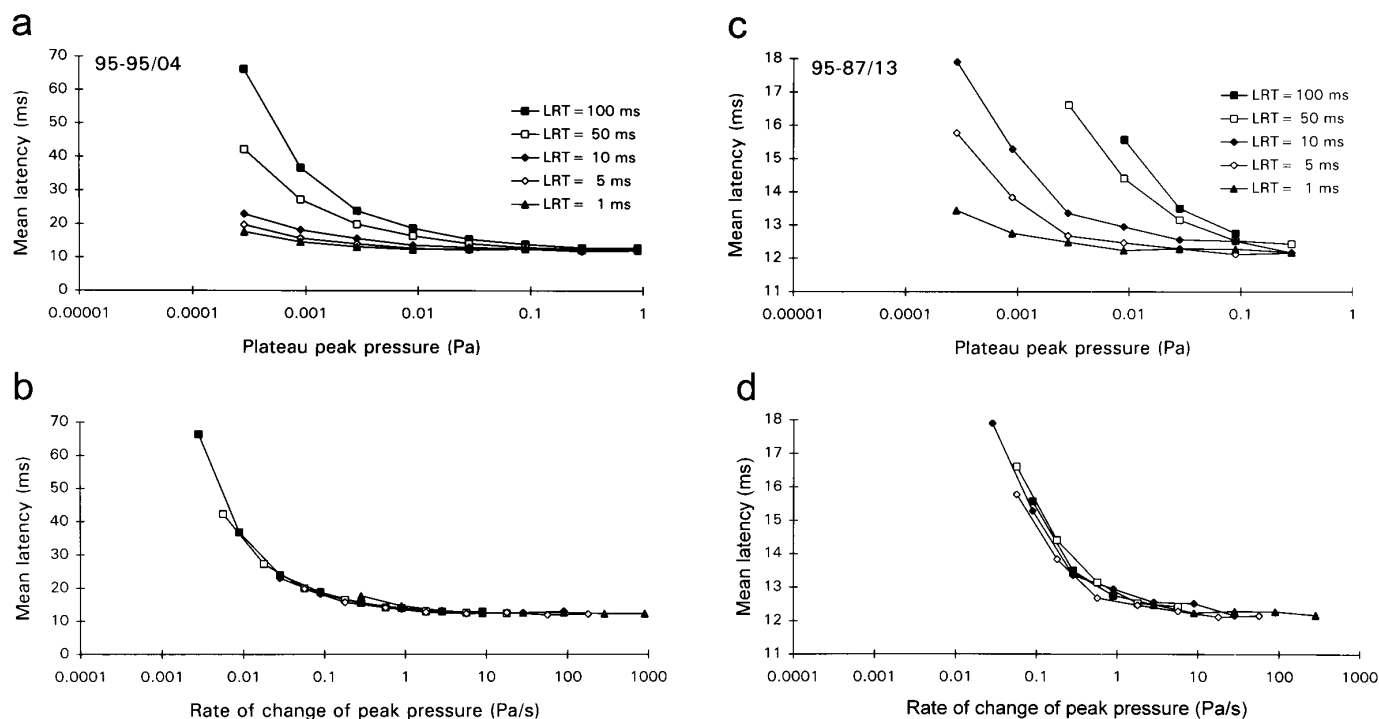 a
95-95/04
Mean latency (ms)
70
60
50
40
30
20
10
0
LRT = 100 ms
LRT = 50 ms
LRT = 10 ms
LRT = 5 ms
LRT = 1 ms
0.00001 0.0001 0.001 0.01 0.1 1
Plateau peak pressure (Pa)
c
95-87/13
Mean latency (ms)
18
17
16
15
14
13
12
11
LRT = 100 ms
LRT = 50 ms
LRT = 10 ms
LRT = 5 ms
LRT = 1 ms
0.00001 0.0001 0.001 0.01 0.1 1
Plateau peak pressure (Pa)
b
Mean latency (ms)
70
60
50
40
30
20
10
0
0.0001 0.001 0.01 0.1 1 10 100 1000
Rate of change of peak pressure (Pa/s)
d
Mean latency (ms)
18
17
16
15
14
13
12
11
0.0001 0.001 0.01 0.1 1 10 100 1000
Rate of change of peak pressure (Pa/s)